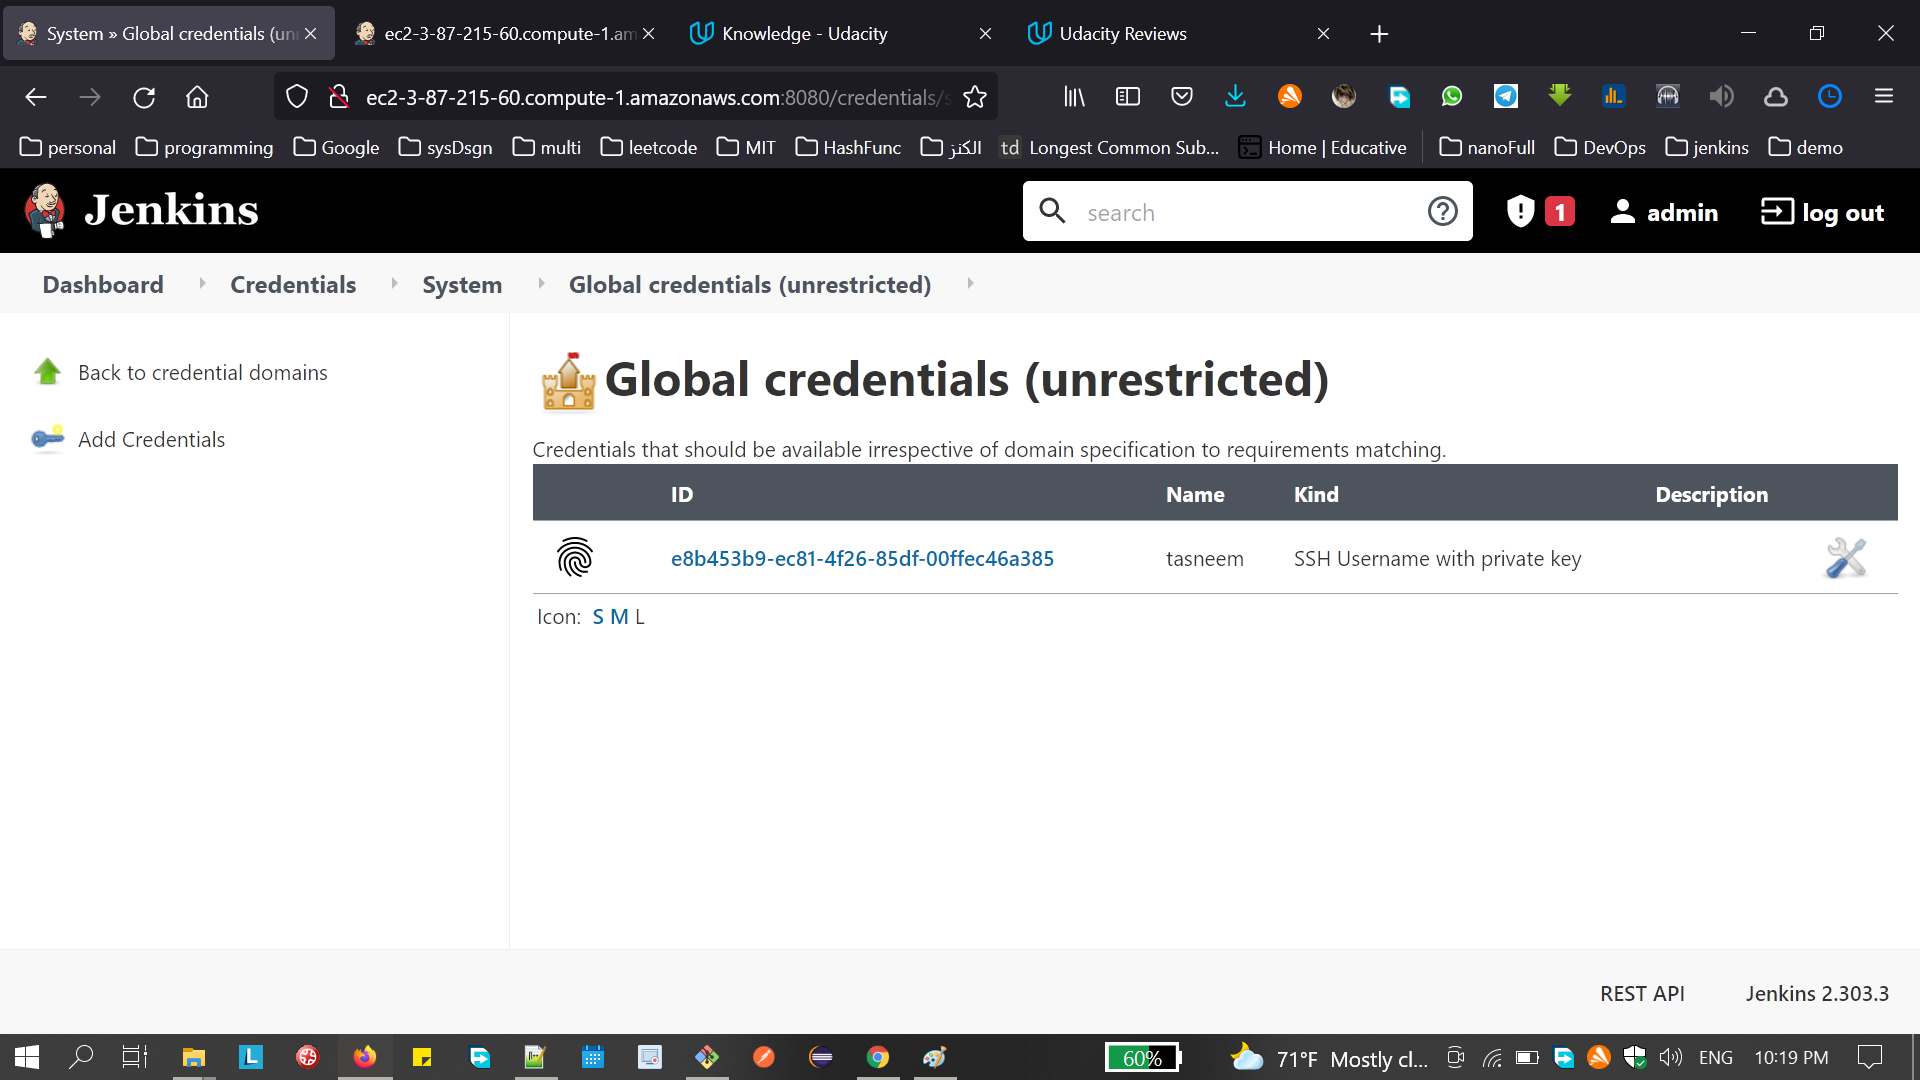 System » Global credentials (un
ec2-3-87-215-60.compute-1.am
Knowledge - Udacity
Udacity Reviews
ec2-3-87-215-60.compute-1.amazonaws.com:8080/credentials/s
personal
programming
Google
sysDsgn
multi
leetcode
MIT
HashFunc
الكنز
td Longest Common Sub...
Home | Educative
nanoFull
DevOps
jenkins
demo
Jenkins
search
1
admin
log out
Dashboard
Credentials
System
Global credentials (unrestricted)
Back to credential domains
Add Credentials
Global credentials (unrestricted)
Credentials that should be available irrespective of domain specification to requirements matching.
ID Name Kind Description
e8b453b9-ec81-4f26-85df-00ffec46a385 tasneem SSH Username with private key
Icon: S M L
REST API
Jenkins 2.303.3
L
60%
71°F Mostly cl...
ENG
10:19 PM